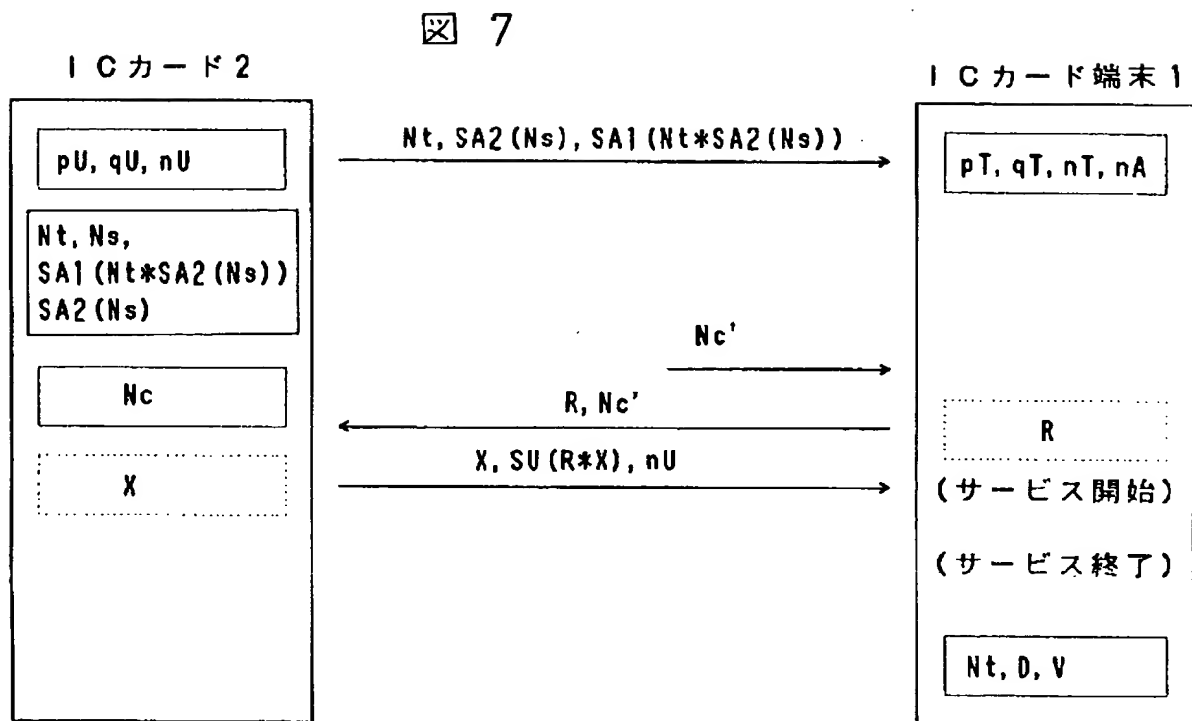 図 7
ICカード2
ICカード端末1
pU, qU, nU
Nt, SA2(Ns), SA1(Nt*SA2(Ns))
pT, qT, nT, nA
Nt, Ns,
SA1(Nt*SA2(Ns))
SA2(Ns)
Nc'
Nc
R, Nc'
R
X
X, SU(R*X), nU
(サービス開始)
(サービス終了)
Nt, D, V